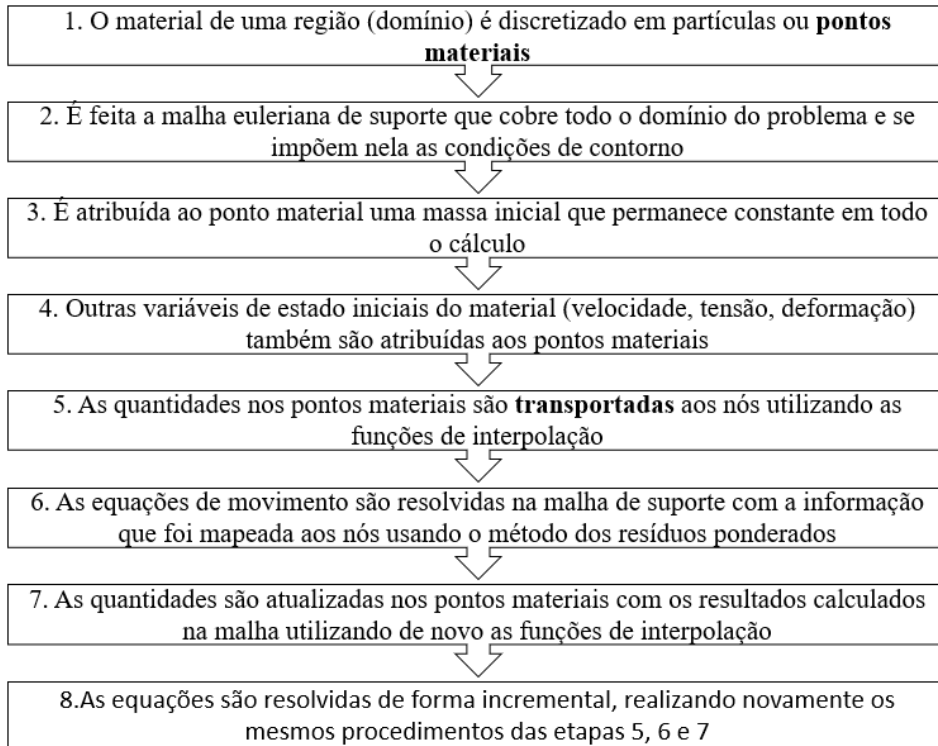 1. O material de uma região (domínio) é discretizado em partículas ou pontos
materiais
2. É feita a malha euleriana de suporte que cobre todo o domínio do problema e se
impõem nela as condições de contorno
3. É atribuída ao ponto material uma massa inicial que permanece constante em todo
o cálculo
4. Outras variáveis de estado iniciais do material (velocidade, tensão, deformação)
também são atribuídas aos pontos materiais
5. As quantidades nos pontos materiais são transportadas aos nós utilizando as
funções de interpolação
6. As equações de movimento são resolvidas na malha de suporte com a informação
que foi mapeada aos nós usando o método dos resíduos ponderados
7. As quantidades são atualizadas nos pontos materiais com os resultados calculados
na malha utilizando de novo as funções de interpolação
8.As equações são resolvidas de forma incremental, realizando novamente os
mesmos procedimentos das etapas 5, 6 e 7